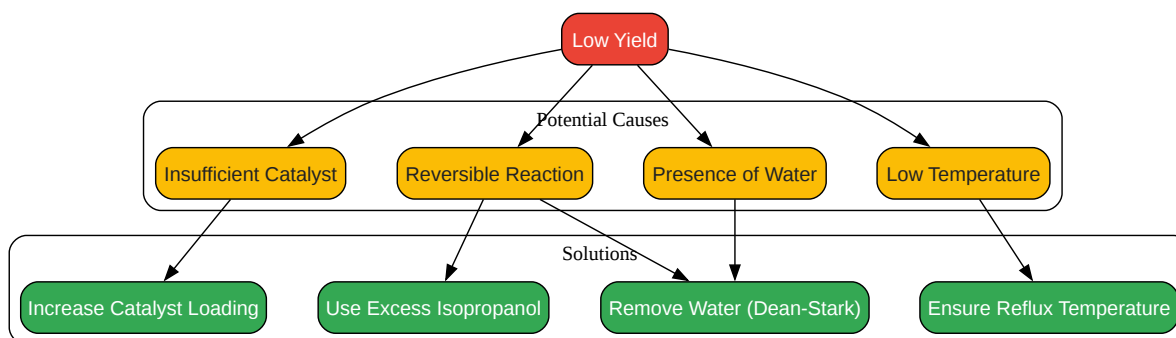 Low Yield
Potential Causes
Insufficient Catalyst
Reversible Reaction
Presence of Water
Low Temperature
Solutions
Increase Catalyst Loading
Use Excess Isopropanol
Remove Water (Dean-Stark)
Ensure Reflux Temperature